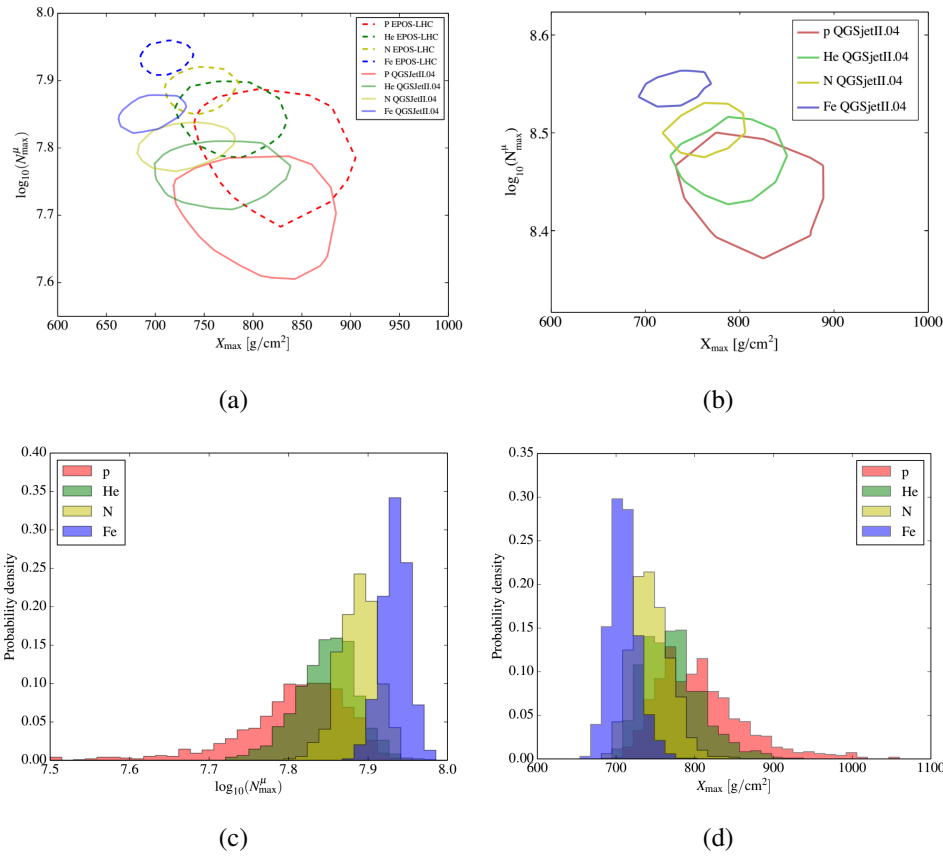 8.0
7.9
7.8
7.7
7.6
log₁₀(Nᵘₘₐₓ)
P EPOS-LHC
He EPOS-LHC
N EPOS-LHC
Fe EPOS-LHC
P QGSJetII.04
He QGSJetII.04
N QGSJetII.04
Fe QGSJetII.04
600 650 700 750 800 850 900 950 1000
Xₘₐₓ [g/cm²]
(a)
8.6
8.5
8.4
log₁₀(Nᵘₘₐₓ)
p QGSjetII.04
He QGSjetII.04
N QGSjetII.04
Fe QGSjetII.04
600 700 800 900 1000
Xₘₐₓ [g/cm²]
(b)
0.40
0.35
0.30
0.25
0.20
0.15
0.10
0.05
0.00
Probability density
p
He
N
Fe
7.5 7.6 7.7 7.8 7.9 8.0
log₁₀(Nᵘₘₐₓ)
(c)
0.35
0.30
0.25
0.20
0.15
0.10
0.05
0.00
Probability density
p
He
N
Fe
600 700 800 900 1000 1100
Xₘₐₓ [g/cm²]
(d)